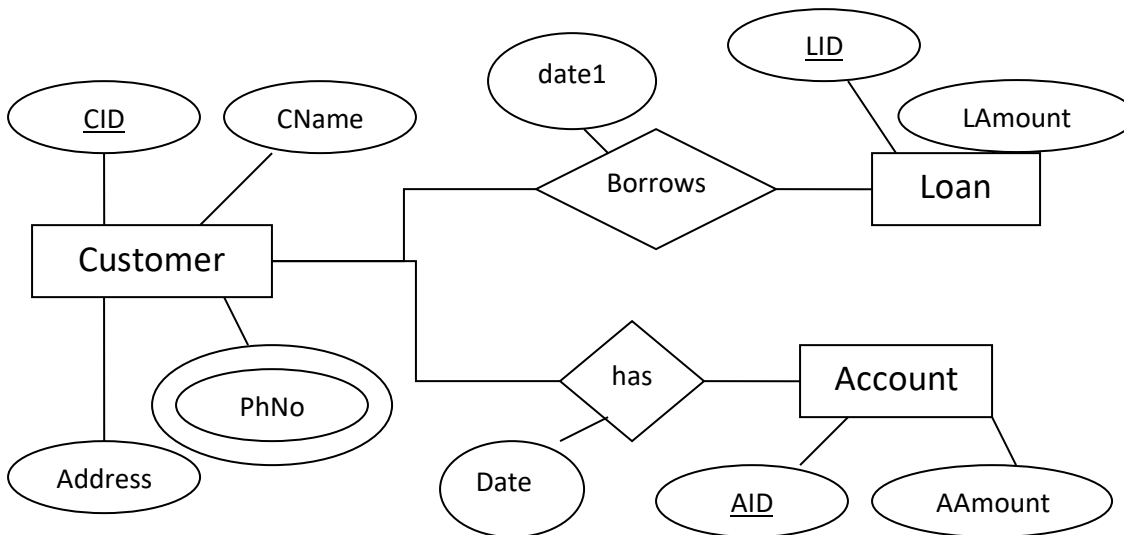 LID
date1
CID
CName
LAmount
Borrows
Loan
Customer
has
Account
PhNo
Address
Date
AID
AAmount